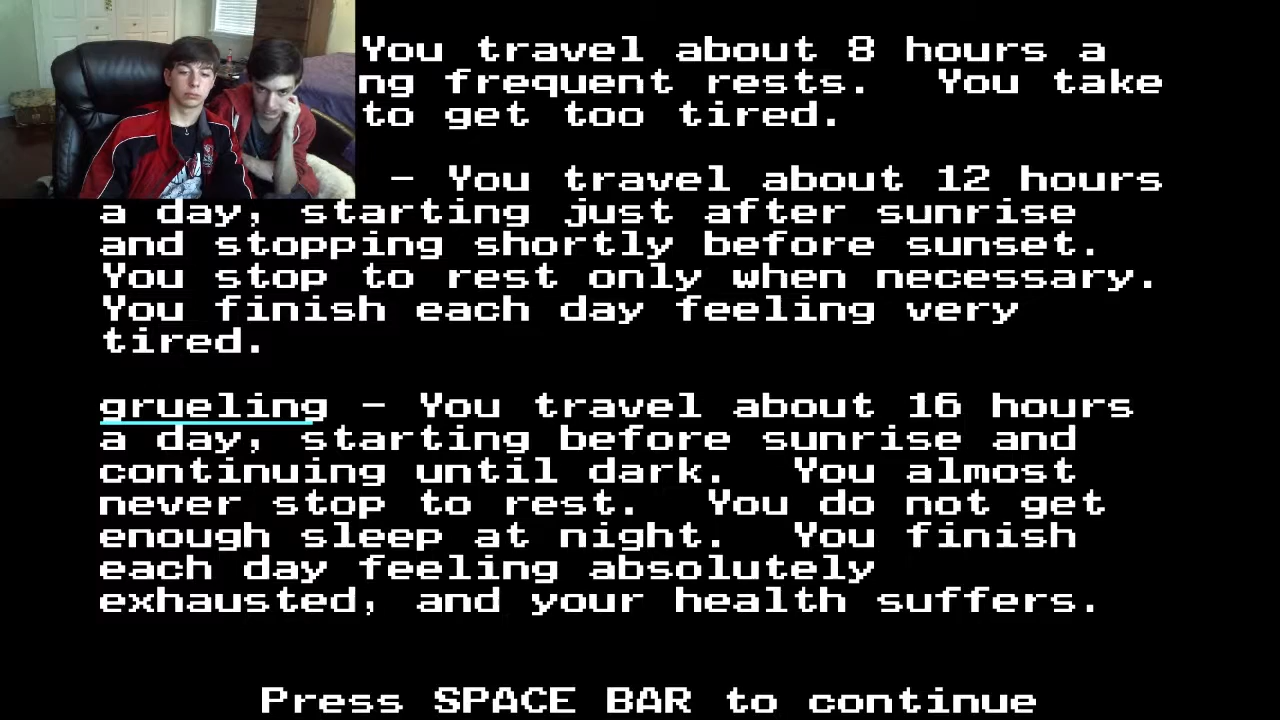 You travel about 8 hours a
ng frequent rests. You take
to get too tired.
- You travel about 12 hours
a day, starting just after sunrise
and stopping shortly before sunset.
You stop to rest only when necessary.
You finish each day feeling very
tired.
grueling - You travel about 16 hours
a day, starting before sunrise and
continuing until dark. You almost
never stop to rest. You do not get
enough sleep at night. You finish
each day feeling absolutely
exhausted, and your health suffers.
Press SPACE BAR to continue